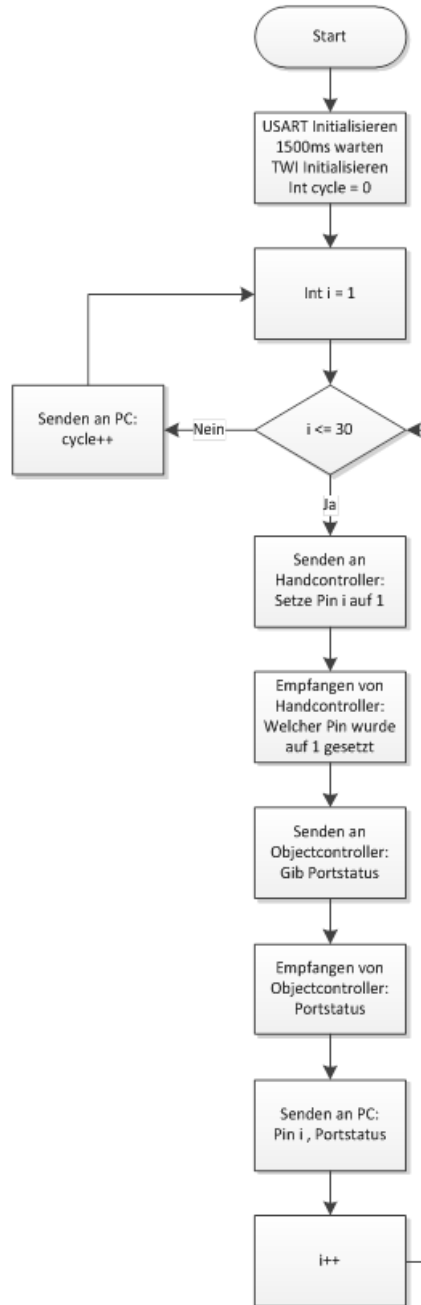 Start
USART Initialisieren
1500ms warten
TWI Initialisieren
Int cycle = 0
Int i = 1
Senden an PC:
cycle++
Nein
i <= 30
Ja
Senden an
Handcontroller:
Setze Pin i auf 1
Empfangen von
Handcontroller:
Welcher Pin wurde
auf 1 gesetzt
Senden an
Objectcontroller:
Gib Portstatus
Empfangen von
Objectcontroller:
Portstatus
Senden an PC:
Pin i , Portstatus
i++